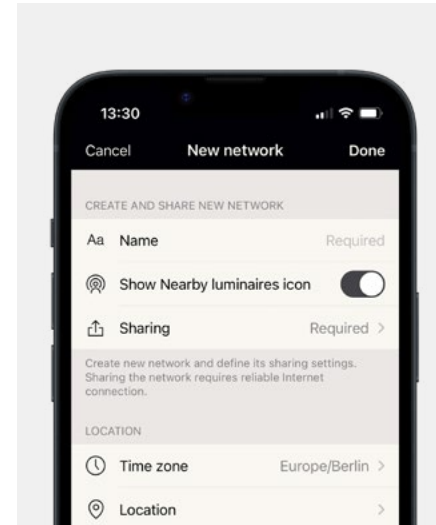 13:30
Cancel New network Done
CREATE AND SHARE NEW NETWORK
Aa Name Required
Show Nearby luminaires icon
Sharing Required >
Create new network and define its sharing settings.
Sharing the network requires reliable Internet
connection.
LOCATION
Time zone Europe/Berlin >
Location >